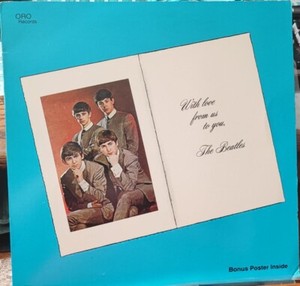 ORO
Records
With love
from us
to you,
The Beatles
Bonus Poster Inside